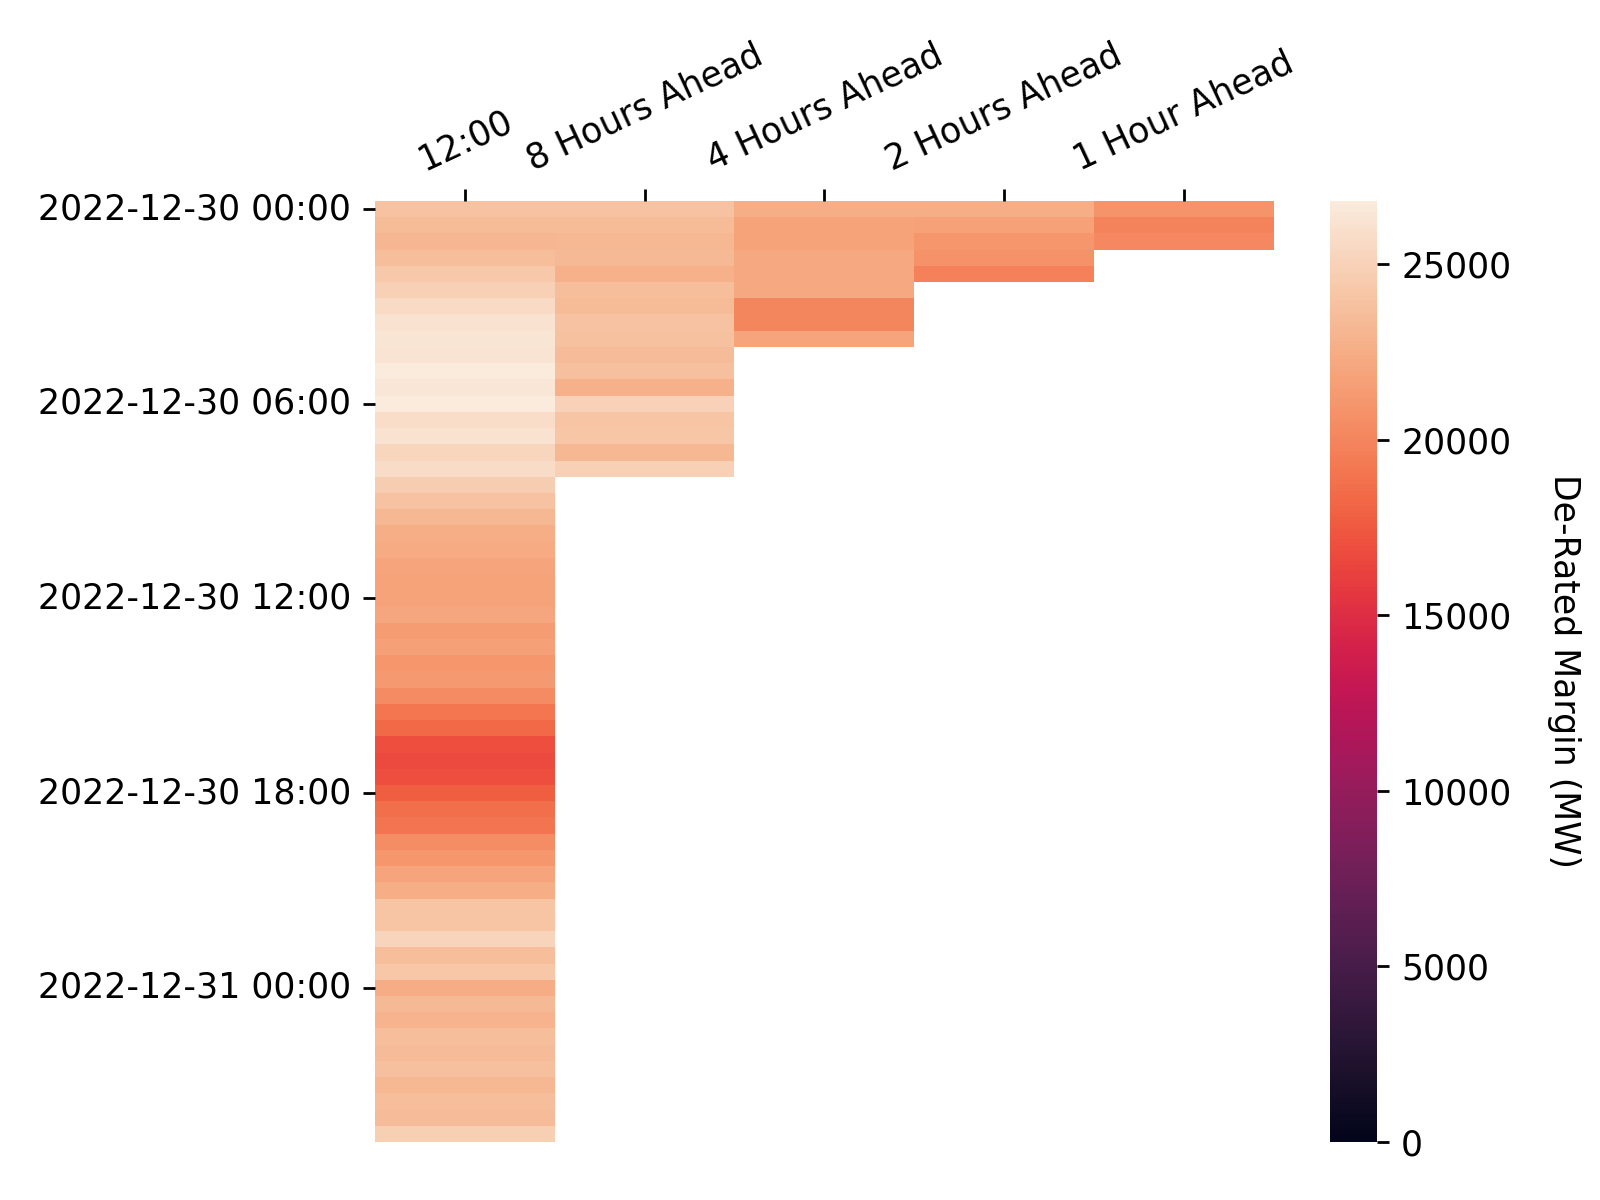 12:00
8 Hours Ahead
4 Hours Ahead
2 Hours Ahead
1 Hour Ahead
2022-12-30 00:00
2022-12-30 06:00
2022-12-30 12:00
2022-12-30 18:00
2022-12-31 00:00
25000
20000
15000
10000
5000
0
De-Rated Margin (MW)